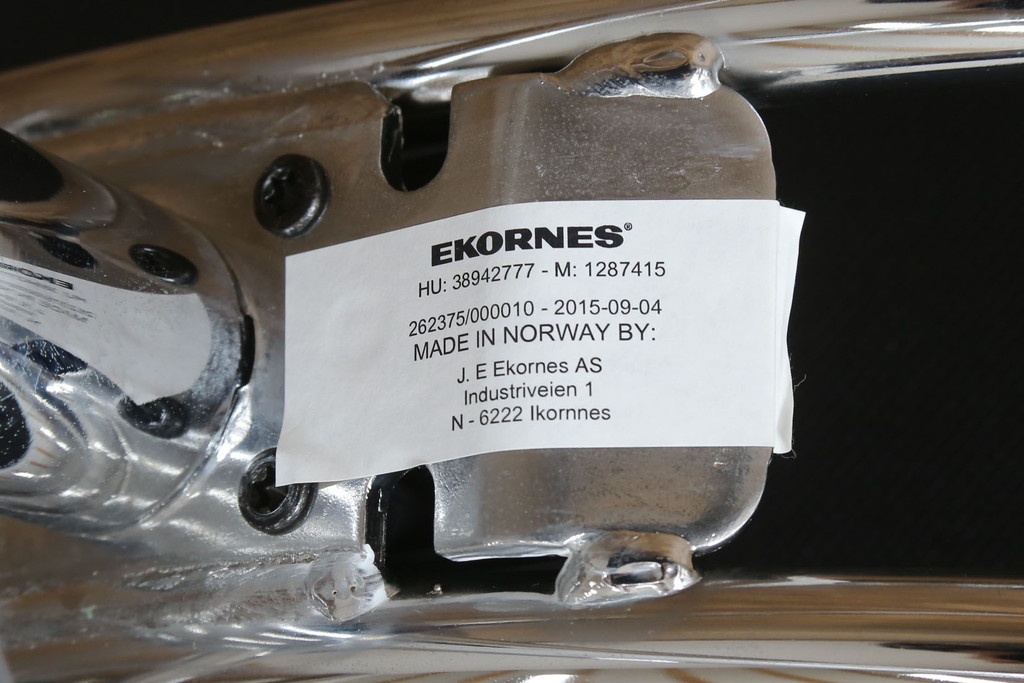 EKORNES®
HU: 38942777 - M: 1287415
262375/000010 - 2015-09-04
MADE IN NORWAY BY:
J. E Ekornes AS
Industriveien 1
N - 6222 Ikornnes